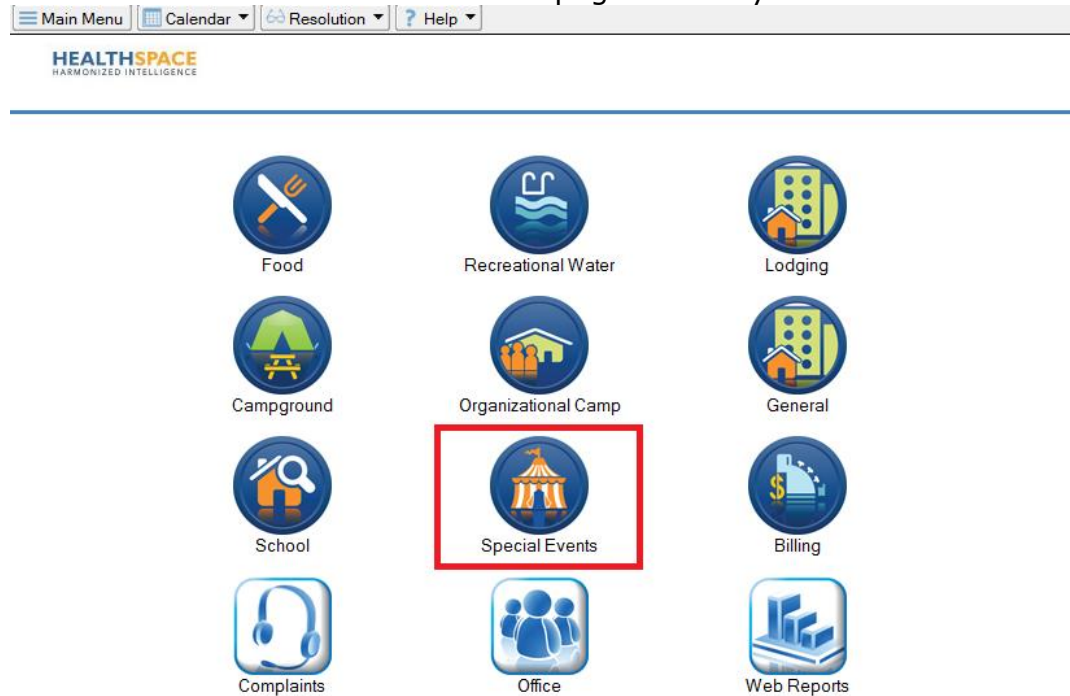 Main Menu Calendar Resolution ? Help
HEALTHSPACE
HARMONIZED INTELLIGENCE
Food Recreational Water Lodging
Campground Organizational Camp General
$
School Special Events Billing
Complaints Office Web Reports